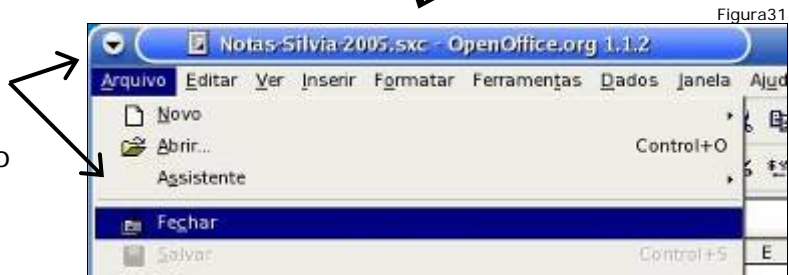 Figura31
Notas-Silvia-2005.sxc - OpenOffice.org 1.1.2
Arquivo Editar Ver Inserir Formatar Ferramentas Dados Janela Ajud
Novo
Abrir... Control+O
o
Assistente
Fechar
Salvar Control+S
E